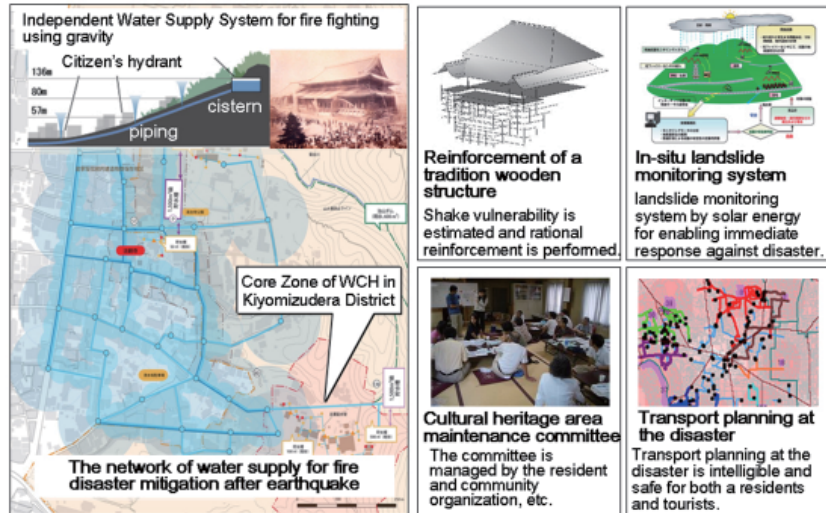 Independent Water Supply System for fire fighting
using gravity
Citizen's hydrant
136m
80m
57m
cistern
piping
Core Zone of WCH in
Kiyomizudera District
The network of water supply for fire
disaster mitigation after earthquake
Reinforcement of a
tradition wooden
structure
Shake vulnerability is
estimated and rational
reinforcement is performed.
In-situ landslide
monitoring system
landslide monitoring
system by solar energy
for enabling immediate
response against disaster.
Cultural heritage area
maintenance committee
The committee is
managed by the resident
and community
organization, etc.
Transport planning at
the disaster
Transport planning at the
disaster is intelligible and
safe for both a residents
and tourists.